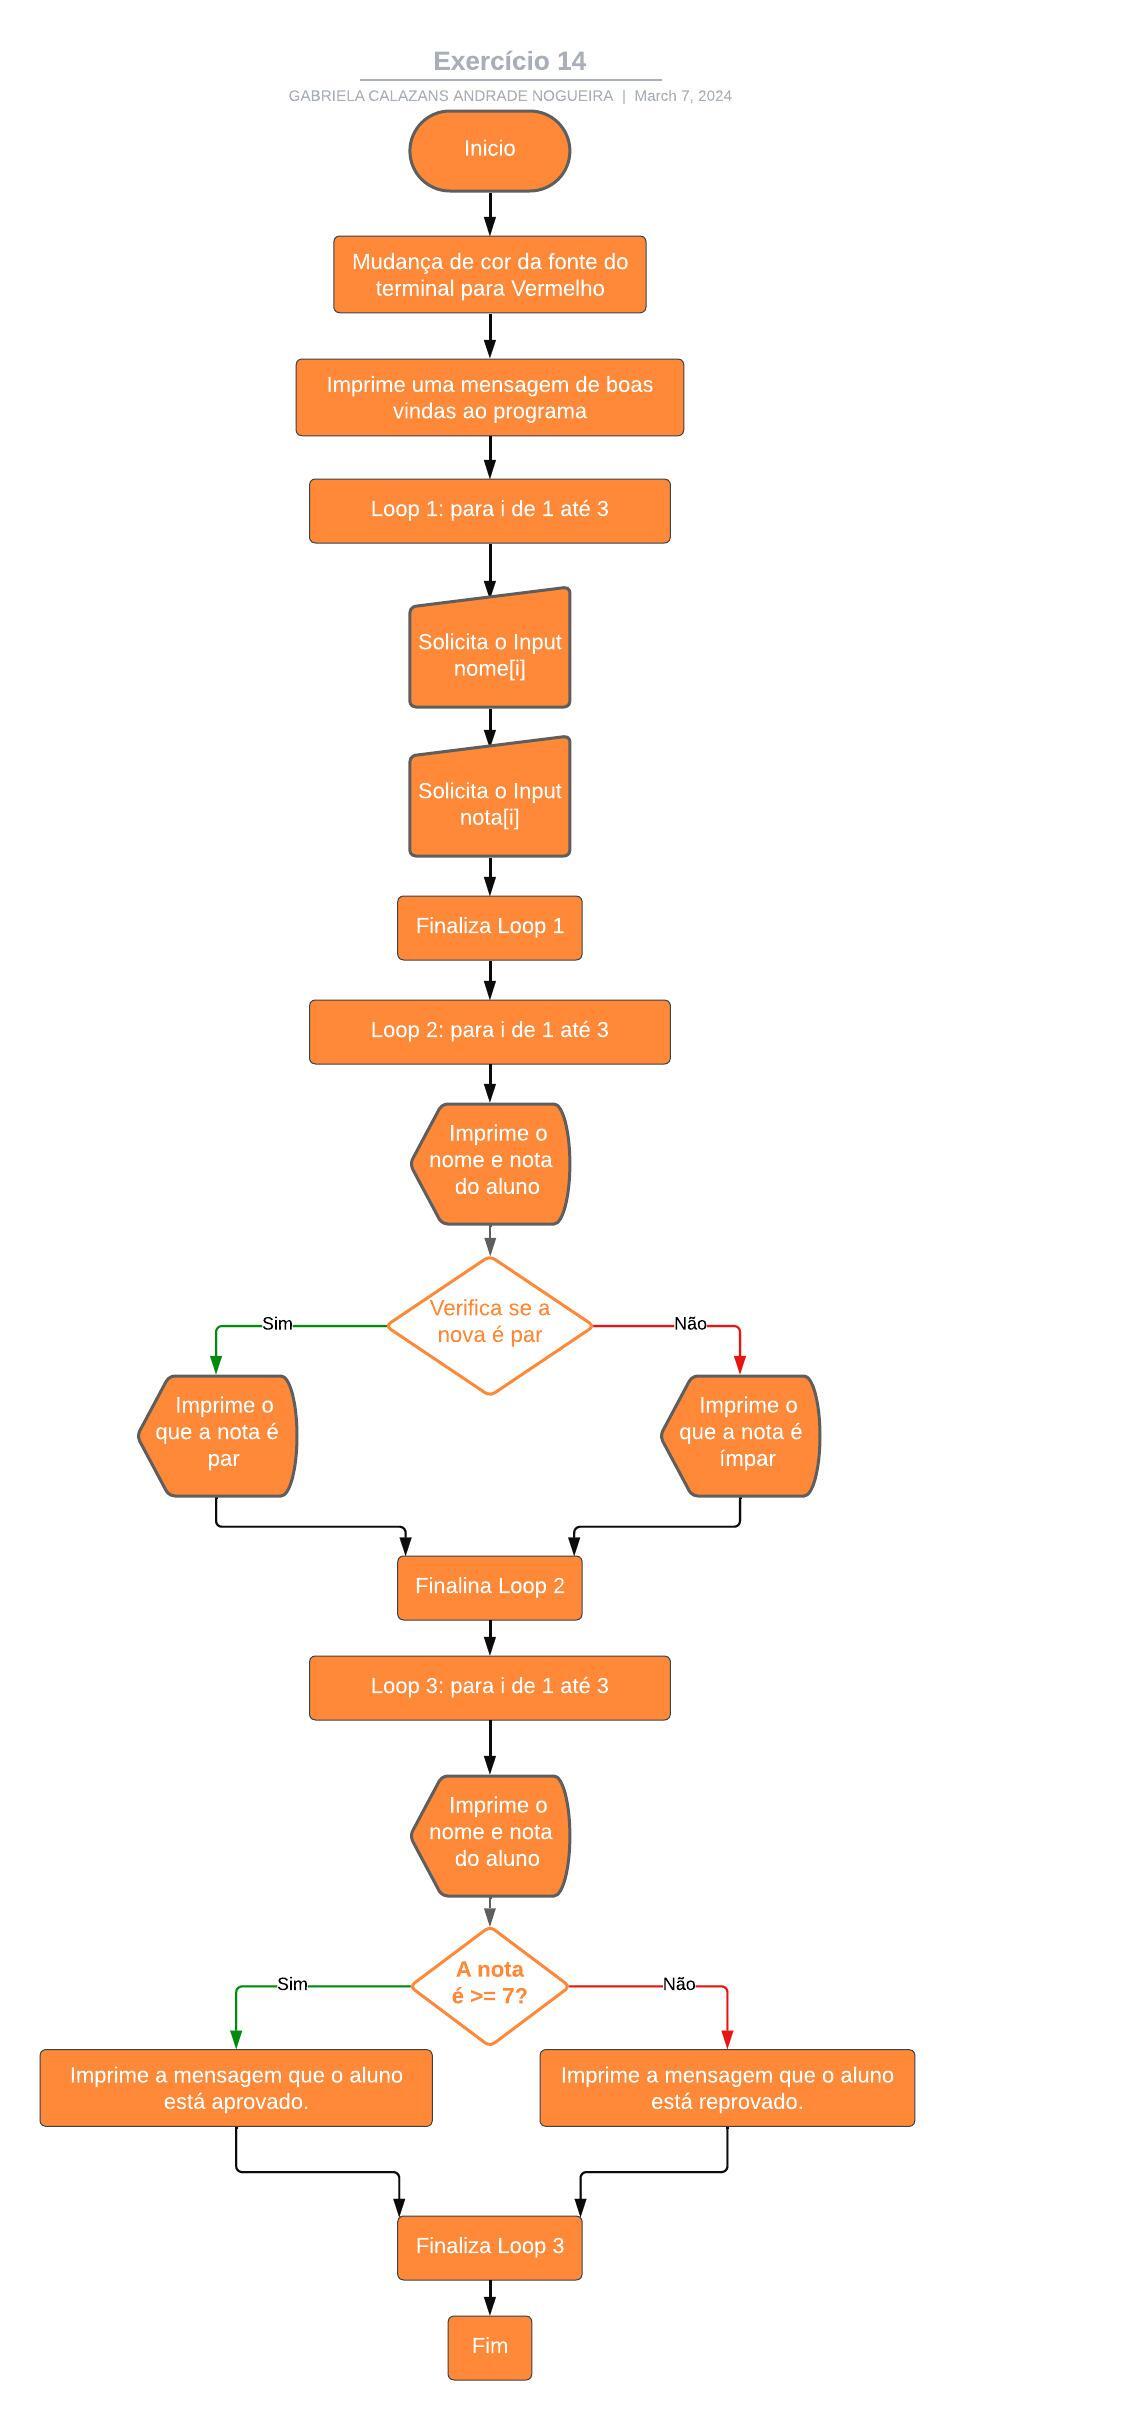 Exercício 14
GABRIELA CALAZANS ANDRADE NOGUEIRA | March 7, 2024
Inicio
Mudança de cor da fonte do
terminal para Vermelho
Imprime uma mensagem de boas
vindas ao programa
Loop 1: para i de 1 até 3
Solicita o Input
nome[i]
Solicita o Input
nota[i]
Finaliza Loop 1
Loop 2: para i de 1 até 3
Imprime o
nome e nota
do aluno
Verifica se a
nova é par
Sim
Não
Imprime o
que a nota é
par
Imprime o
que a nota é
ímpar
Finalina Loop 2
Loop 3: para i de 1 até 3
Imprime o
nome e nota
do aluno
A nota
é >= 7?
Sim
Não
Imprime a mensagem que o aluno
está aprovado.
Imprime a mensagem que o aluno
está reprovado.
Finaliza Loop 3
Fim